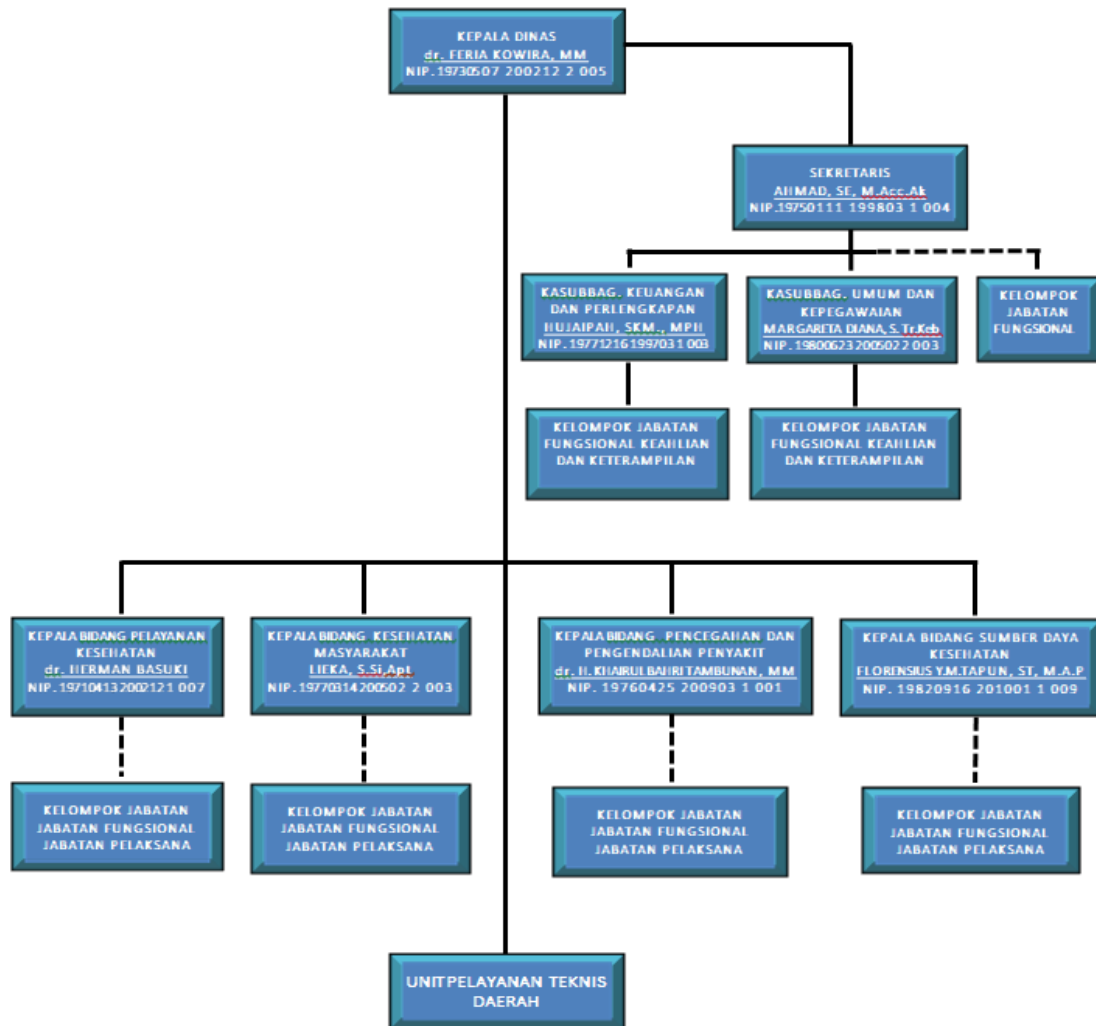 KEPALA DINAS
dr. FERIA KOWIRA, MM
NIP. 19730507 200212 2 005
SEKRETARIS
AHMAD, SE, M.Acc.Ak
NIP.19750111 199803 1 004
KASUBBAG. KEUANGAN
DAN PERLENGKAPAN
HUJAIPAH, SKM., MPH
NIP. 19771216 199703 1 003
KASUBBAG. UMUM DAN
KEPEGAWAIAN
MARGARETA DIANA, S. Tr.Keb
NIP. 19800623 200502 2 003
KELOMPOK
JABATAN
FUNGSIONAL
KELOMPOK JABATAN
FUNGSIONAL KEAHLIAN
DAN KETERAMPILAN
KELOMPOK JABATAN
FUNGSIONAL KEAHLIAN
DAN KETERAMPILAN
KEPALA BIDANG PELAYANAN
KESEHATAN
dr. HERMAN BASUKI
NIP. 19710413 200212 1 007
KEPALA BIDANG KESEHATAN
MASYARAKAT
LIEKA, S.Si,Apt
NIP. 19770314 200502 2 003
KEPALA BIDANG PENCEGAHAN DAN
PENGENDALIAN PENYAKIT
dr. H. KHAIRUL BAHRI TAMBUNAN, MM
NIP. 19760425 200903 1 001
KEPALA BIDANG SUMBER DAYA
KESEHATAN
FLORENSIUS Y.M.TAPUN, ST, M.A.P
NIP. 19820916 201001 1 009
KELOMPOK JABATAN
JABATAN FUNGSIONAL
JABATAN PELAKSANA
KELOMPOK JABATAN
JABATAN FUNGSIONAL
JABATAN PELAKSANA
KELOMPOK JABATAN
JABATAN FUNGSIONAL
JABATAN PELAKSANA
KELOMPOK JABATAN
JABATAN FUNGSIONAL
JABATAN PELAKSANA
UNIT PELAYANAN TEKNIS
DAERAH